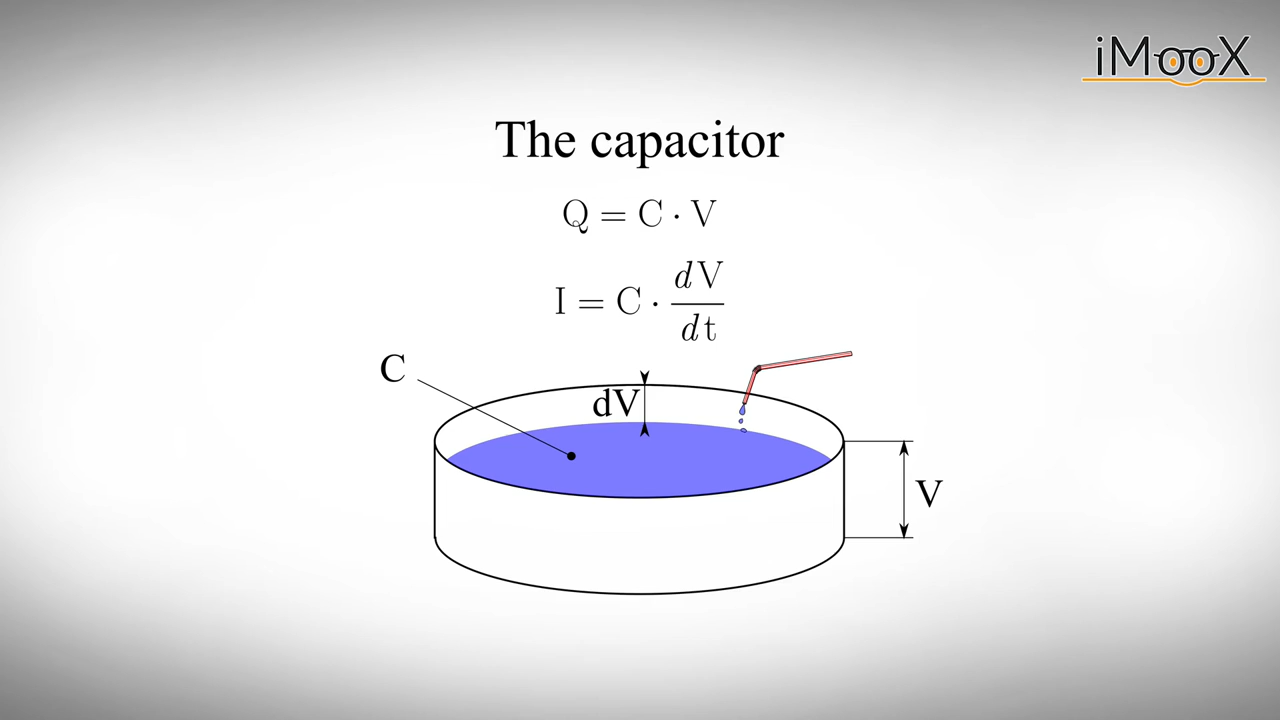 iMooX
The capacitor
Q = C · V
I = C · dV/dt
C
dV
V